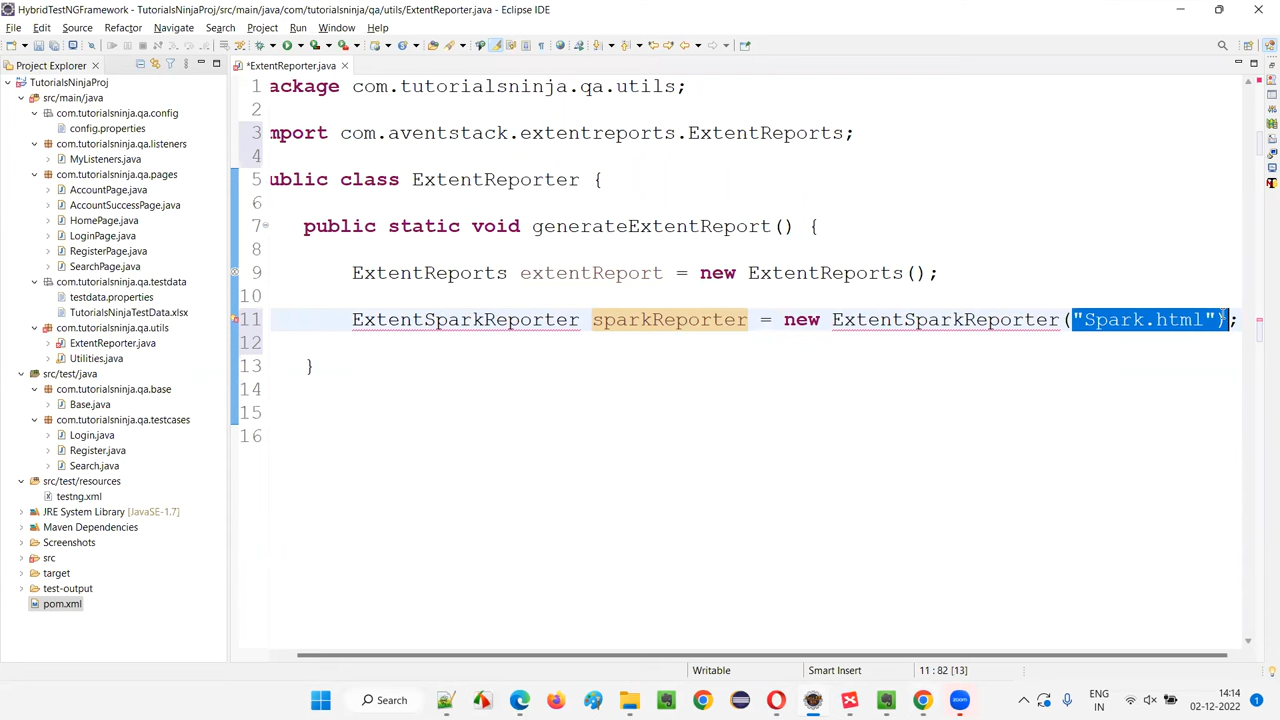 HybridTestNGFramework - TutorialsNinjaProj/src/main/java/com/tutorialsninja/qa/utils/ExtentReporter.java - Eclipse IDE
File Edit Source Refactor Navigate Search Project Run Window Help
Project Explorer
*ExtentReporter.java
TutorialsNinjaProj
src/main/java
com.tutorialsninja.qa.config
config.properties
com.tutorialsninja.qa.listeners
MyListeners.java
com.tutorialsninja.qa.pages
AccountPage.java
AccountSuccessPage.java
HomePage.java
LoginPage.java
RegisterPage.java
SearchPage.java
com.tutorialsninja.qa.testdata
testdata.properties
TutorialsNinjaTestData.xlsx
com.tutorialsninja.qa.utils
ExtentReporter.java
Utilities.java
src/test/java
com.tutorialsninja.qa.base
Base.java
com.tutorialsninja.qa.testcases
Login.java
Register.java
Search.java
src/test/resources
testng.xml
JRE System Library [JavaSE-1.7]
Maven Dependencies
Screenshots
src
target
test-output
pom.xml
1 ackage com.tutorialsninja.qa.utils;
2
3 mport com.aventstack.extentreports.ExtentReports;
4
5 ublic class ExtentReporter {
6
7 public static void generateExtentReport() {
8
9 ExtentReports extentReport = new ExtentReports();
10
11 ExtentSparkReporter sparkReporter = new ExtentSparkReporter("Spark.html");
12
13 }
14
15
16
Writable Smart Insert 11 : 82 [13]
Search
ENG
IN
14:14
02-12-2022
1